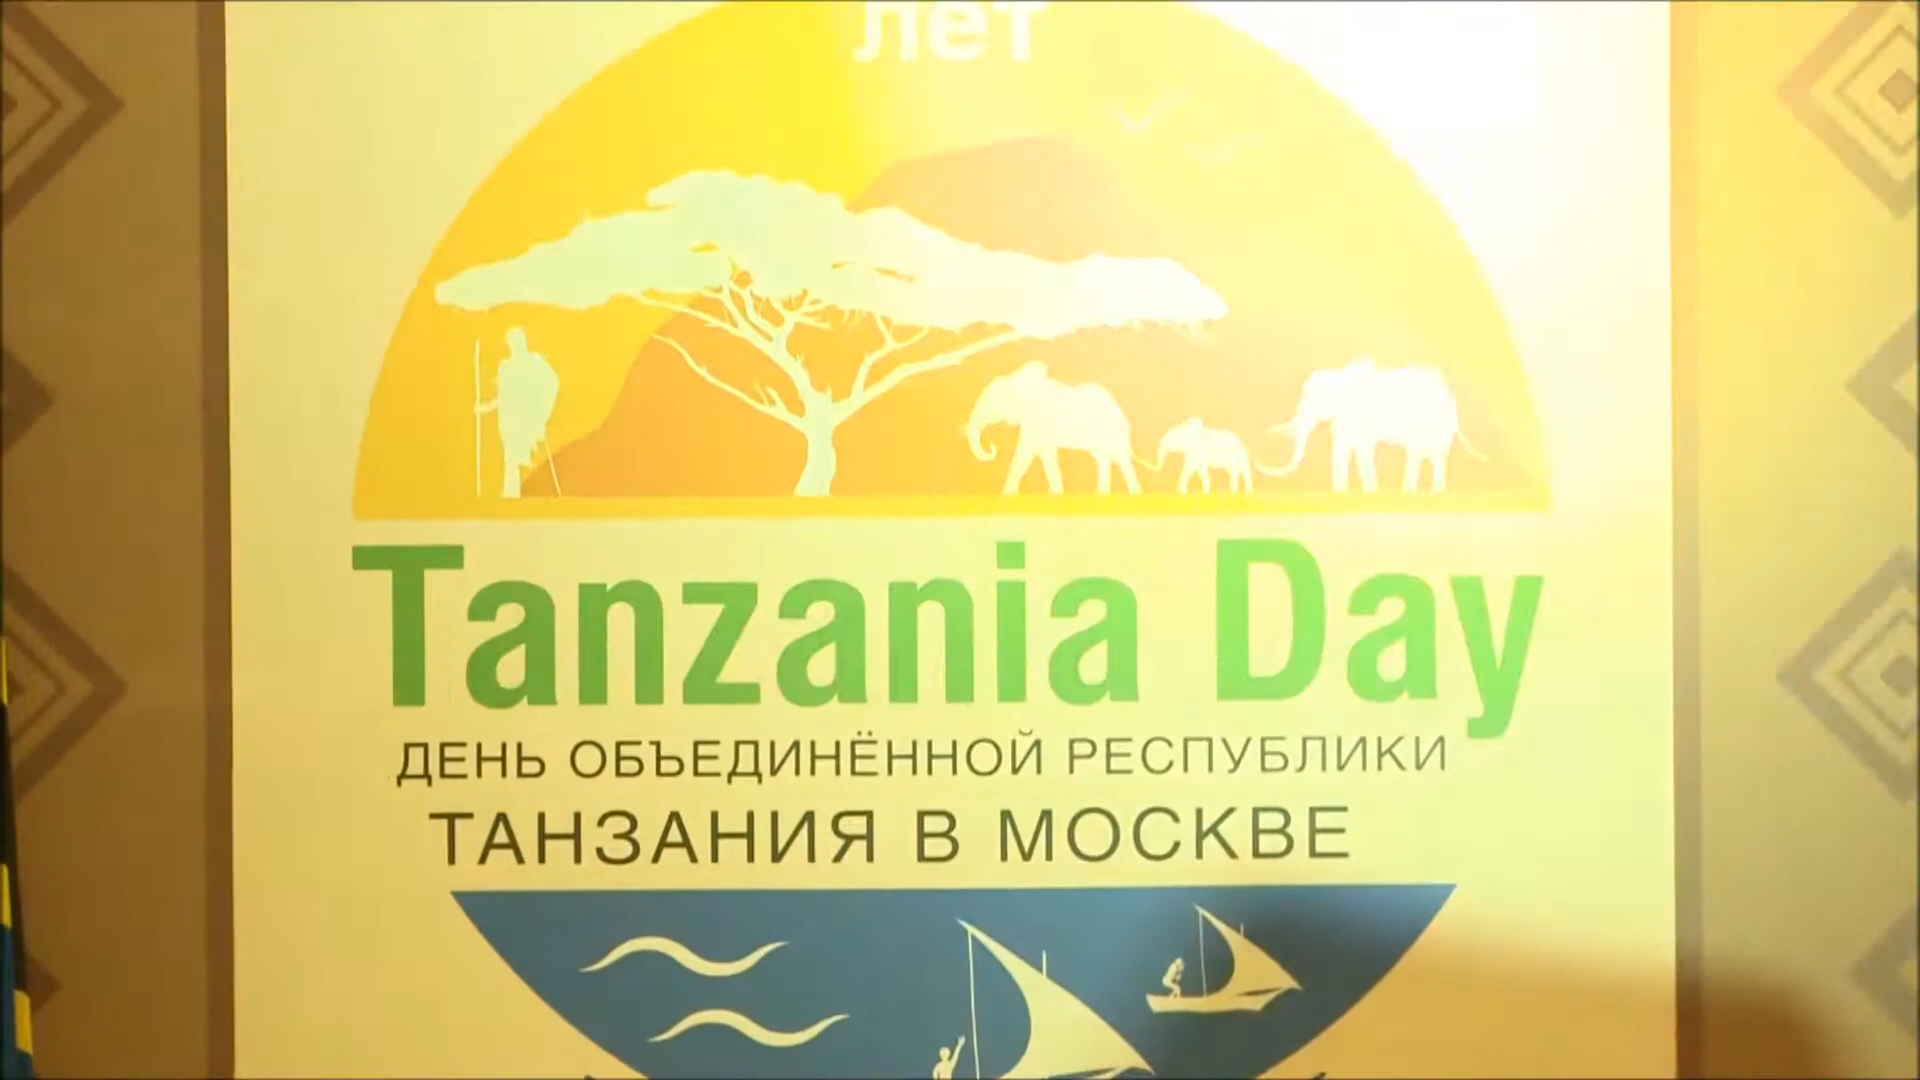 лет
Tanzania Day
ДЕНЬ ОБЪЕДИНЁННОЙ РЕСПУБЛИКИ
ТАНЗАНИЯ В МОСКВЕ